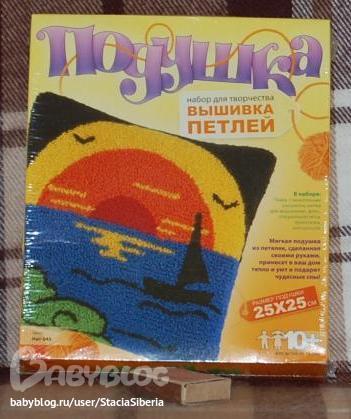 Подушка
набор для творчества
ВЫШИВКА
ПЕТЛЕЙ
В наборе:
Мягкая подушка
из петелек, сделанная
своими руками,
принесет в ваш дом
тепло и уют и подарит
чудесные сны!
РАЗМЕР ПОДУШКИ
25X25 СМ
10+
BABYBLOG
babyblog.ru/user/StaciaSiberia